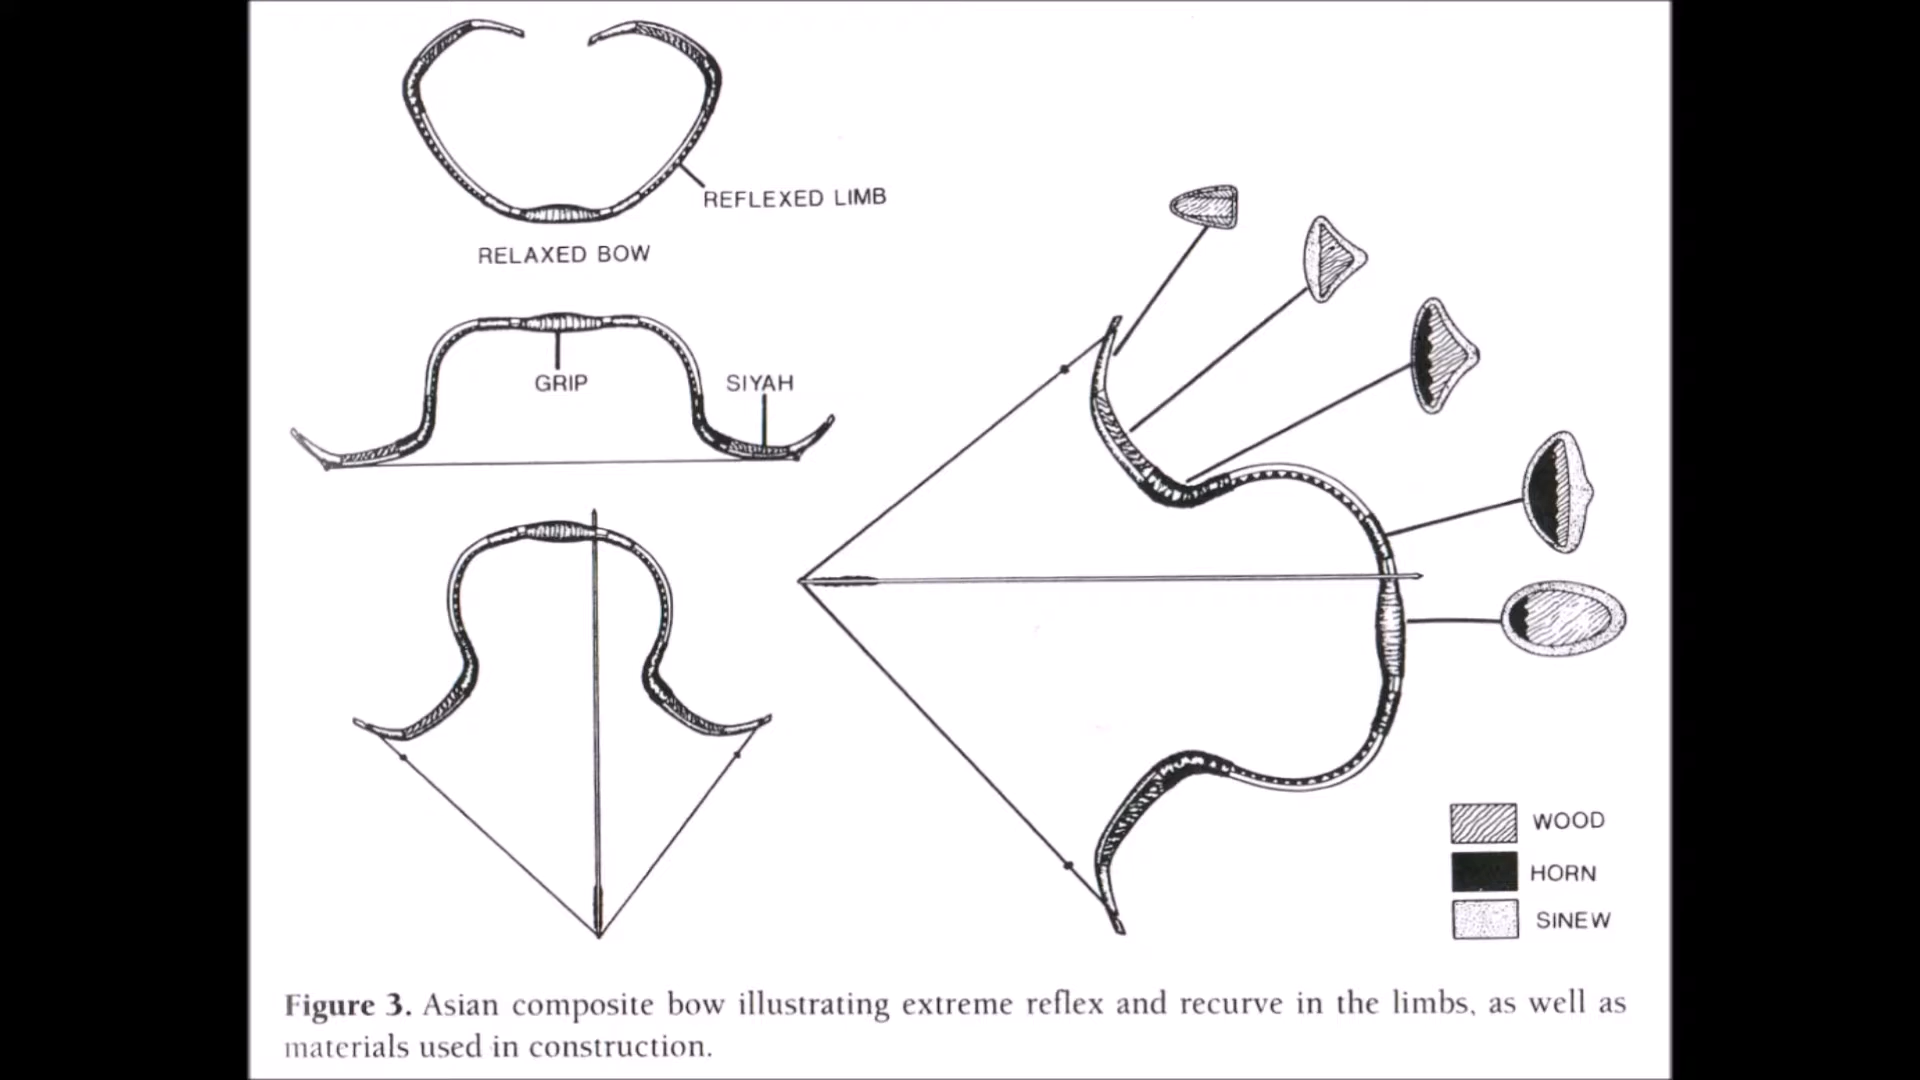 REFLEXED LIMB
RELAXED BOW
GRIP
SIYAH
WOOD
HORN
SINEW
Figure 3. Asian composite bow illustrating extreme reflex and recurve in the limbs, as well as
materials used in construction.